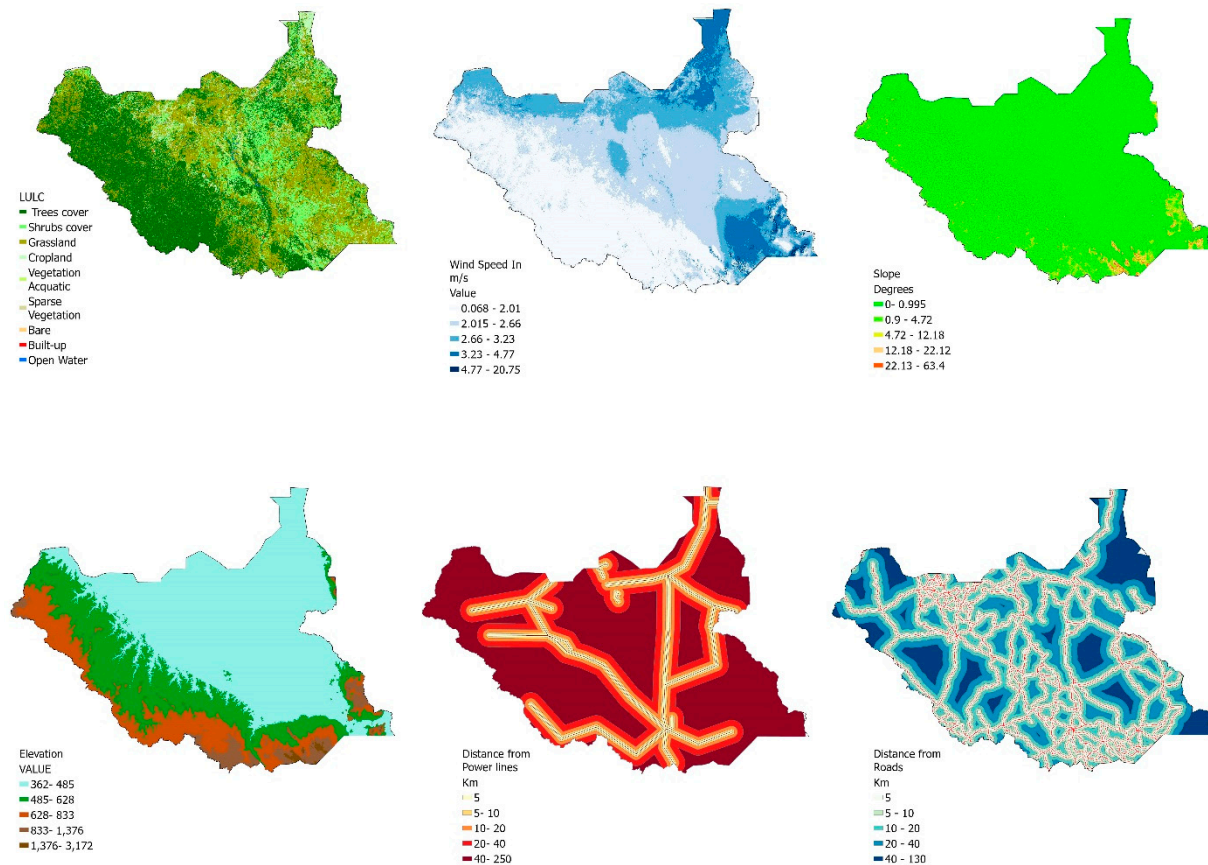 LULC
Trees cover
Shrubs cover
Grassland
Cropland
Vegetation
Acquatic
Sparse
Vegetation
Bare
Built-up
Open Water
Wind Speed In
m/s
Value
0.068 - 2.01
2.015 - 2.66
2.66 - 3.23
3.23 - 4.77
4.77 - 20.75
Slope
Degrees
0- 0.995
0.9 - 4.72
4.72 - 12.18
12.18 - 22.12
22.13 - 63.4
Elevation
VALUE
362- 485
485- 628
628- 833
833- 1,376
1,376- 3,172
Distance from
Power lines
Km
5
5- 10
10- 20
20- 40
40- 250
Distance from
Roads
Km
5
5 - 10
10 - 20
20 - 40
40 - 130